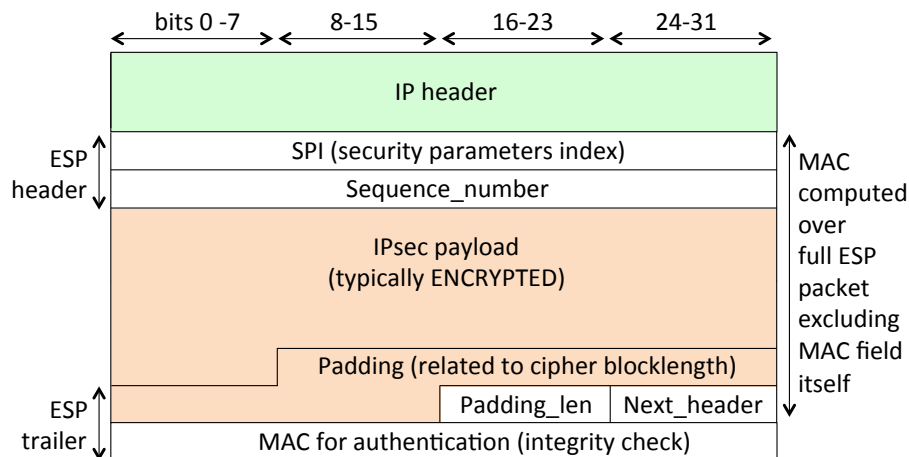 bits 0 -7 8-15 16-23 24-31
IP header
ESP
header
SPI (security parameters index)
Sequence_number
IPsec payload
(typically ENCRYPTED)
MAC
computed
over
full ESP
packet
excluding
MAC field
itself
Padding (related to cipher blocklength)
ESP
trailer
Padding_len Next_header
MAC for authentication (integrity check)